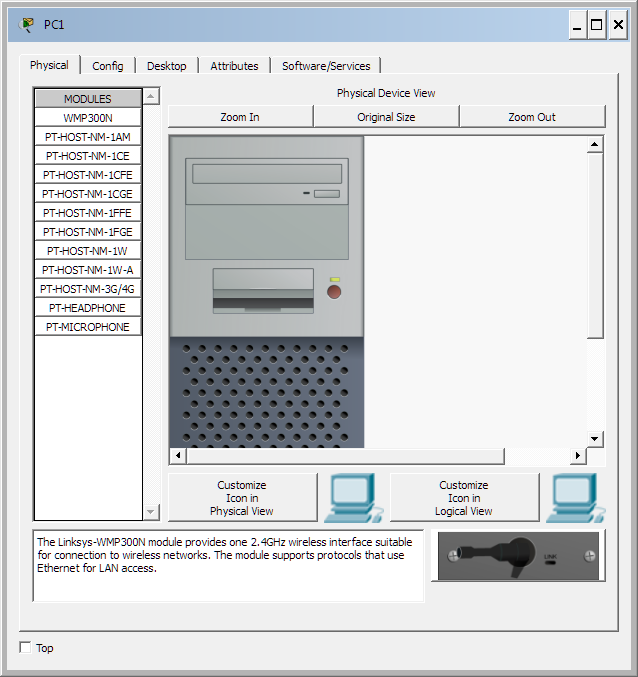 PC1
Physical
Config
Desktop
Attributes
Software/Services
MODULES
WMP300N
PT-HOST-NM-1AM
PT-HOST-NM-1CE
PT-HOST-NM-1CFE
PT-HOST-NM-1CGE
PT-HOST-NM-1FFE
PT-HOST-NM-1FGE
PT-HOST-NM-1W
PT-HOST-NM-1W-A
PT-HOST-NM-3G/4G
PT-HEADPHONE
PT-MICROPHONE
Physical Device View
Zoom In
Original Size
Zoom Out
Customize
Icon in
Physical View
Customize
Icon in
Logical View
The Linksys-WMP300N module provides one 2.4GHz wireless interface suitable
for connection to wireless networks. The module supports protocols that use
Ethernet for LAN access.
LINK
Top